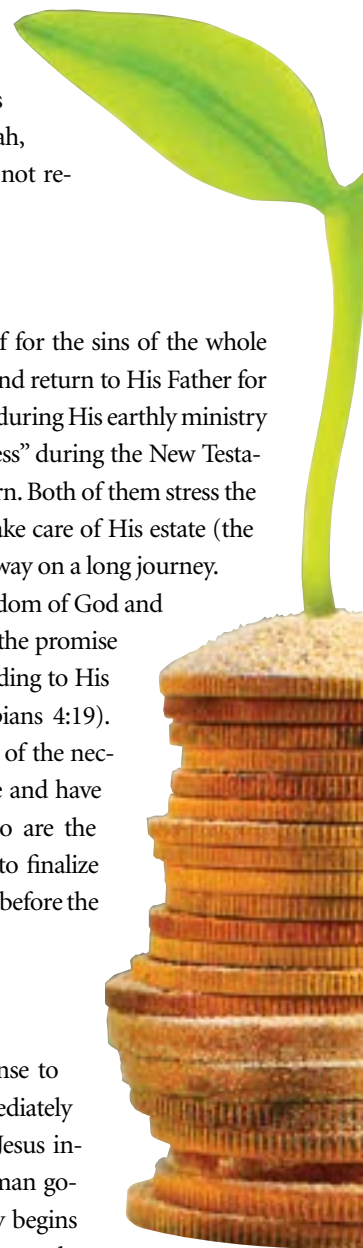 s
ah,
not re-
f for the sins of the whole
nd return to His Father for
during His earthly ministry
ess” during the New Testa-
rn. Both of them stress the
ake care of His estate (the
way on a long journey.
dom of God and
the promise
ding to His
pians 4:19).
of the nec-
e and have
o are the
to finalize
before the
nse to
ediately
Jesus in-
man go-
y begins